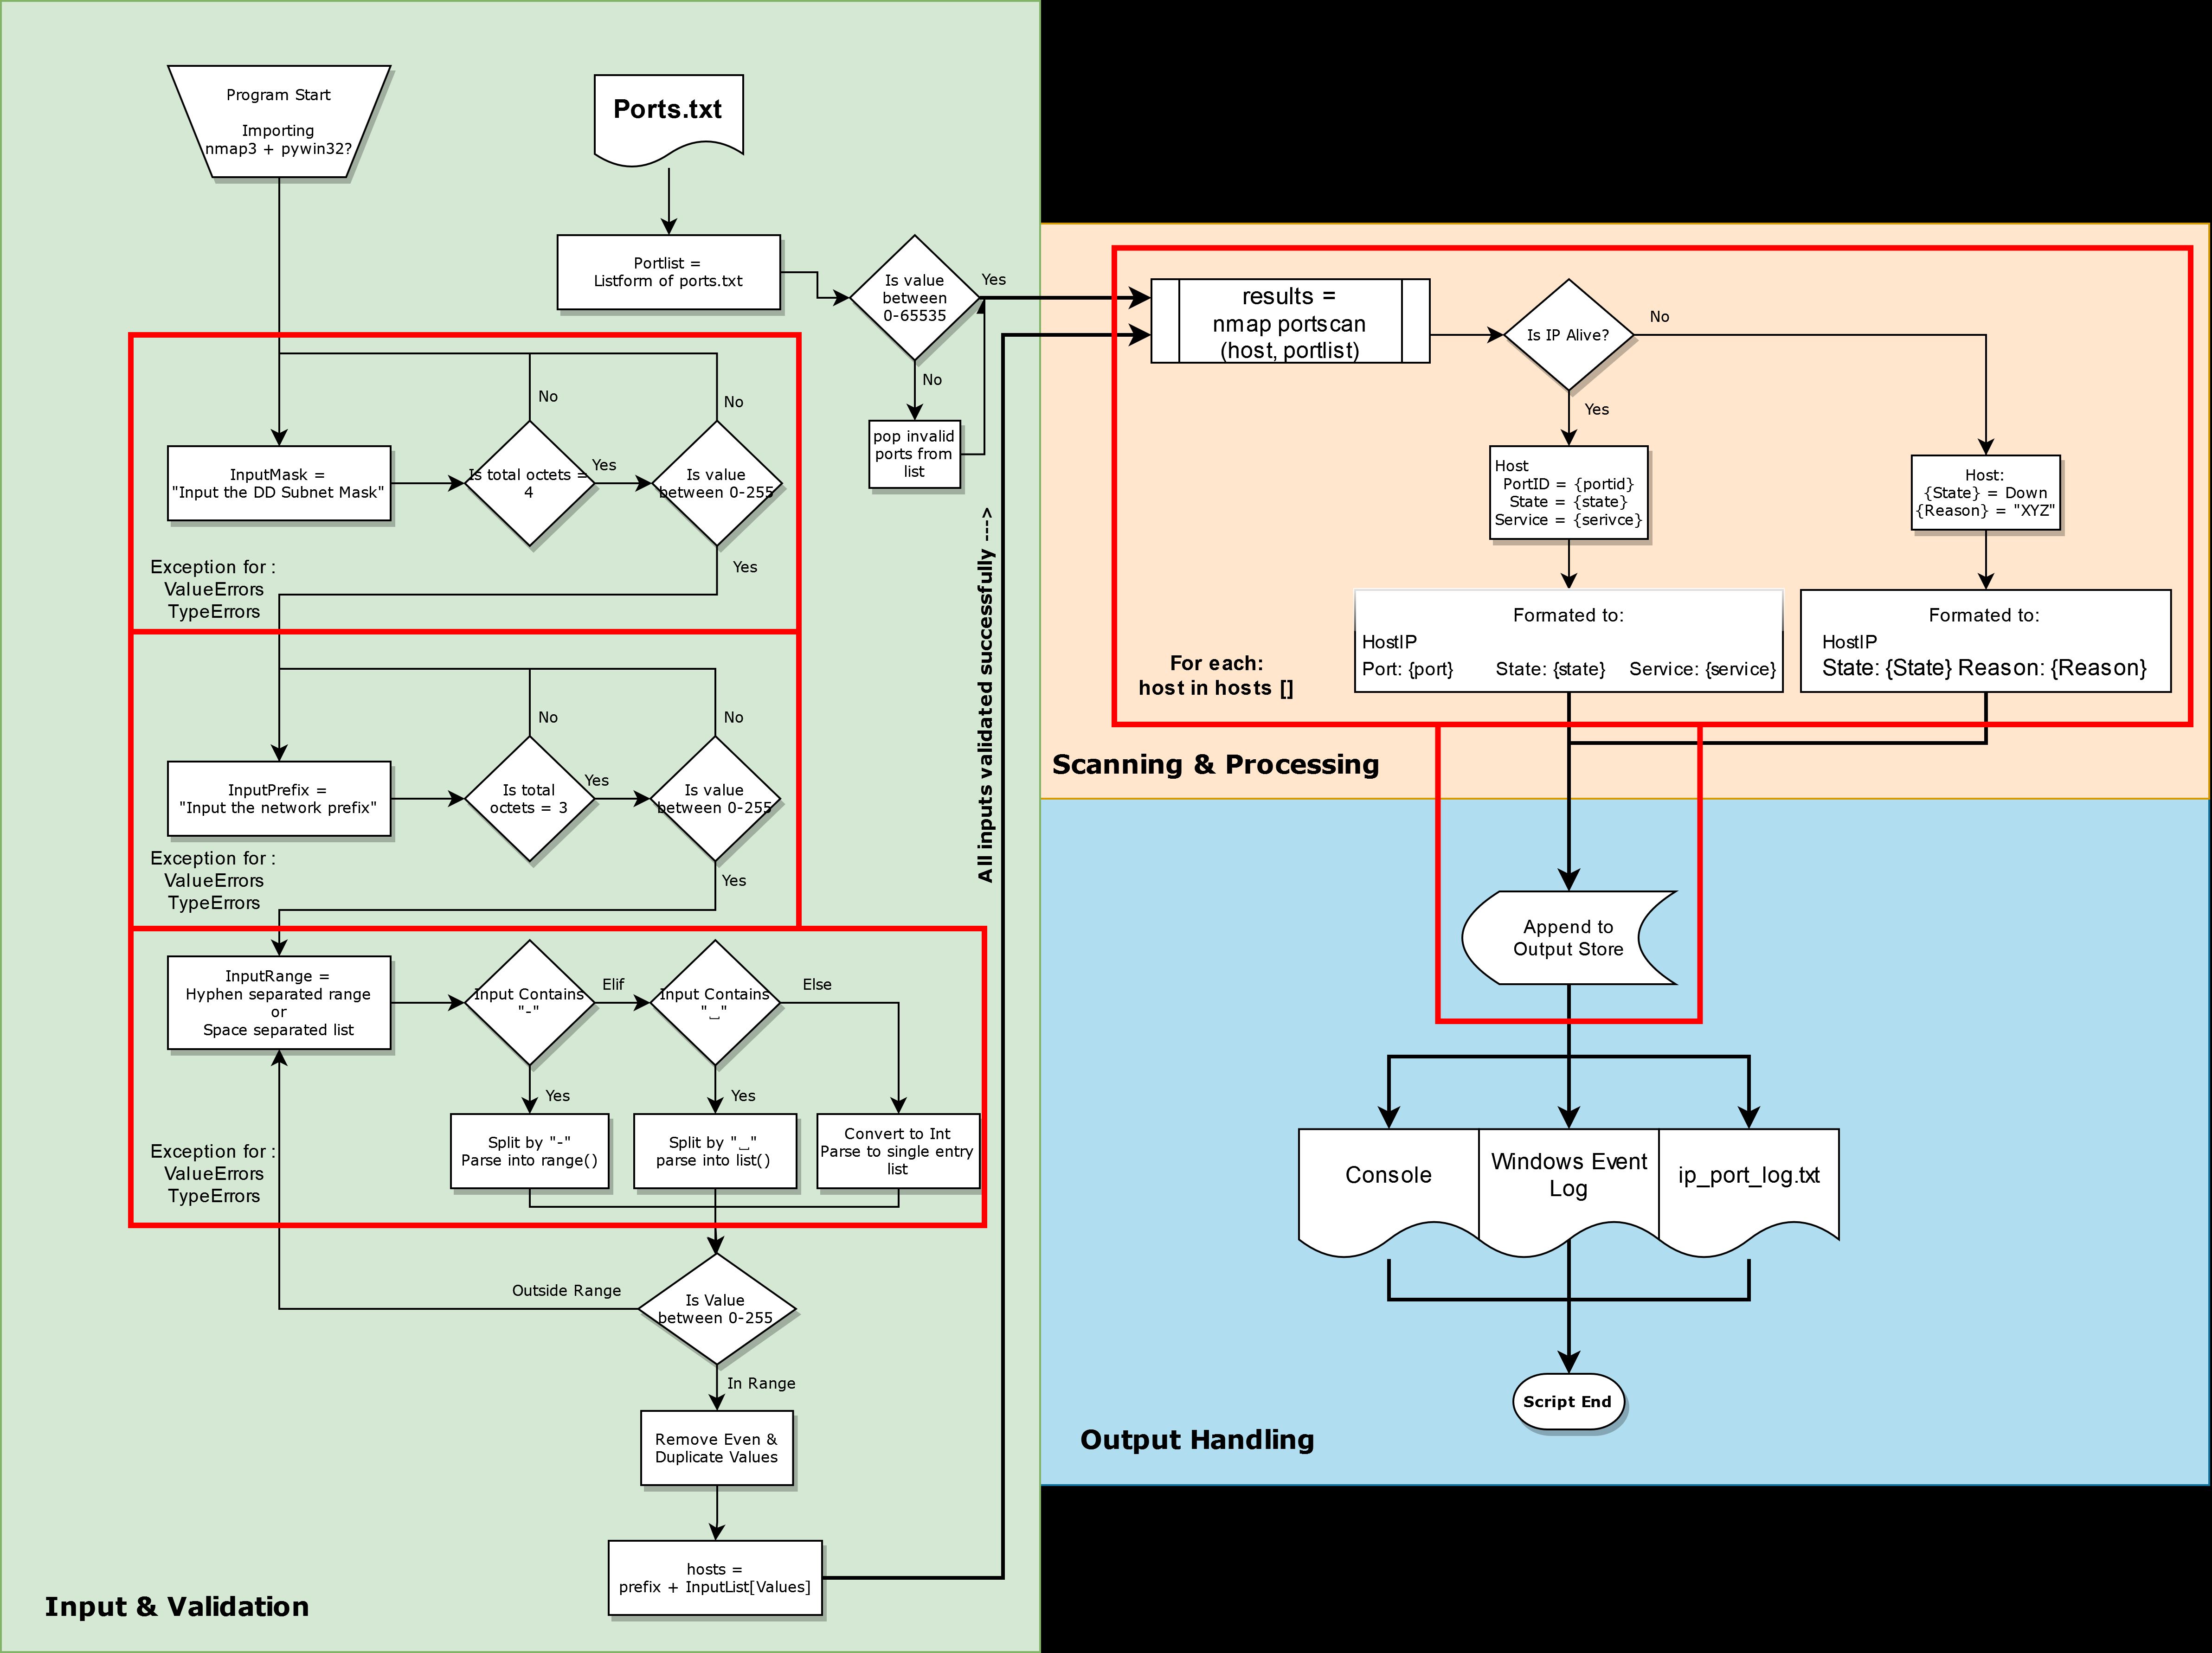 Program Start
Importing
nmap3 + pywin32?
Ports.txt
Portlist =
Listform of ports.txt
Is value
between
0-65535
Yes
No
pop invalid
ports from
list
InputMask =
"Input the DD Subnet Mask"
Is total octets =
4
No
Yes
Is value
between 0-255
No
Yes
Exception for :
ValueErrors
TypeErrors
InputPrefix =
"Input the network prefix"
Is total
octets = 3
No
Yes
Is value
between 0-255
No
Yes
Exception for :
ValueErrors
TypeErrors
InputRange =
Hyphen separated range
or
Space separated list
Input Contains
"-"
Elif
Input Contains
"⎵"
Else
Yes
Yes
Split by "-"
Parse into range()
Split by "⎵"
parse into list()
Convert to Int
Parse to single entry
list
Exception for :
ValueErrors
TypeErrors
Is Value
between 0-255
Outside Range
In Range
Remove Even &
Duplicate Values
hosts =
prefix + InputList[Values]
All inputs validated successfully --->
Input & Validation
results =
nmap portscan
(host, portlist)
Is IP Alive?
No
Yes
Host
PortID = {portid}
State = {state}
Service = {serivce}
Host:
{State} = Down
{Reason} = "XYZ"
Formated to:
HostIP
Port: {port} State: {state} Service: {service}
Formated to:
HostIP
State: {State} Reason: {Reason}
For each:
host in hosts []
Scanning & Processing
Append to
Output Store
Console
Windows Event
Log
ip_port_log.txt
Script End
Output Handling